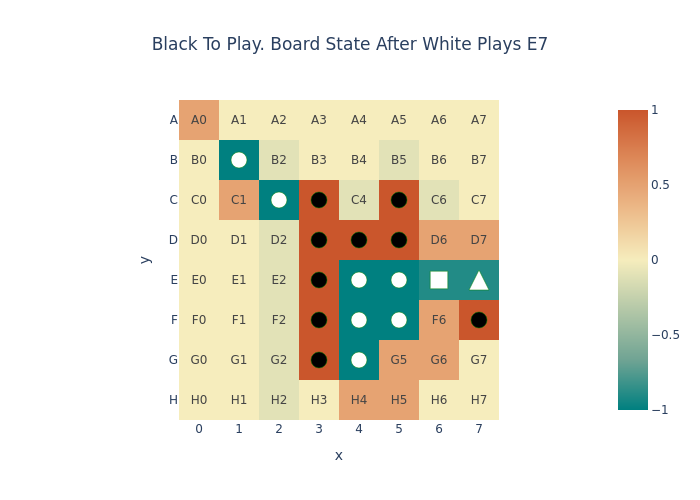 Black To Play. Board State After White Plays E7
A A0 A1 A2 A3 A4 A5 A6 A7
B B0 B2 B3 B4 B5 B6 B7
C C0 C1 C4 C6 C7
D D0 D1 D2 D6 D7
E E0 E1 E2
F F0 F1 F2 F6
G G0 G1 G2 G5 G6 G7
H H0 H1 H2 H3 H4 H5 H6 H7
0 1 2 3 4 5 6 7
x
y
1
0.5
0
−0.5
−1